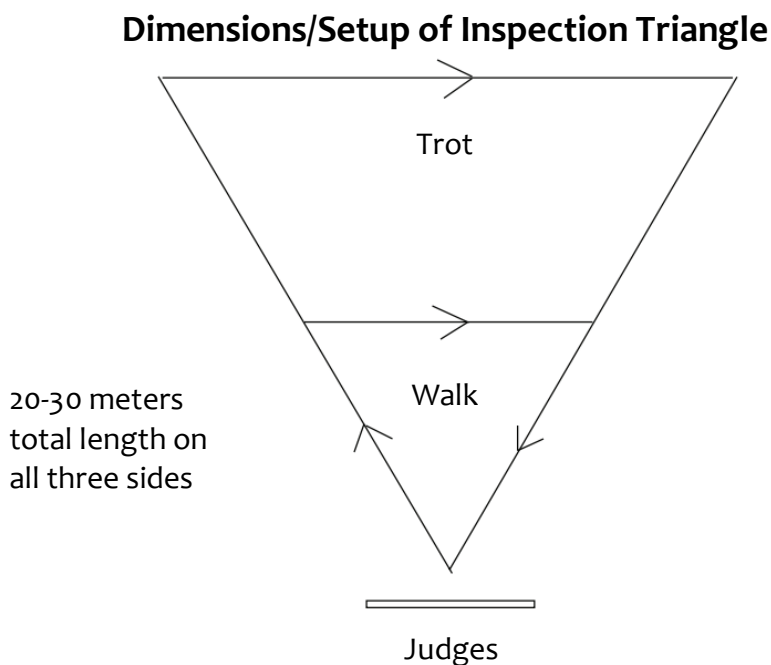 Dimensions/Setup of Inspection Triangle
Trot
Walk
20-30 meters
total length on
all three sides
Judges